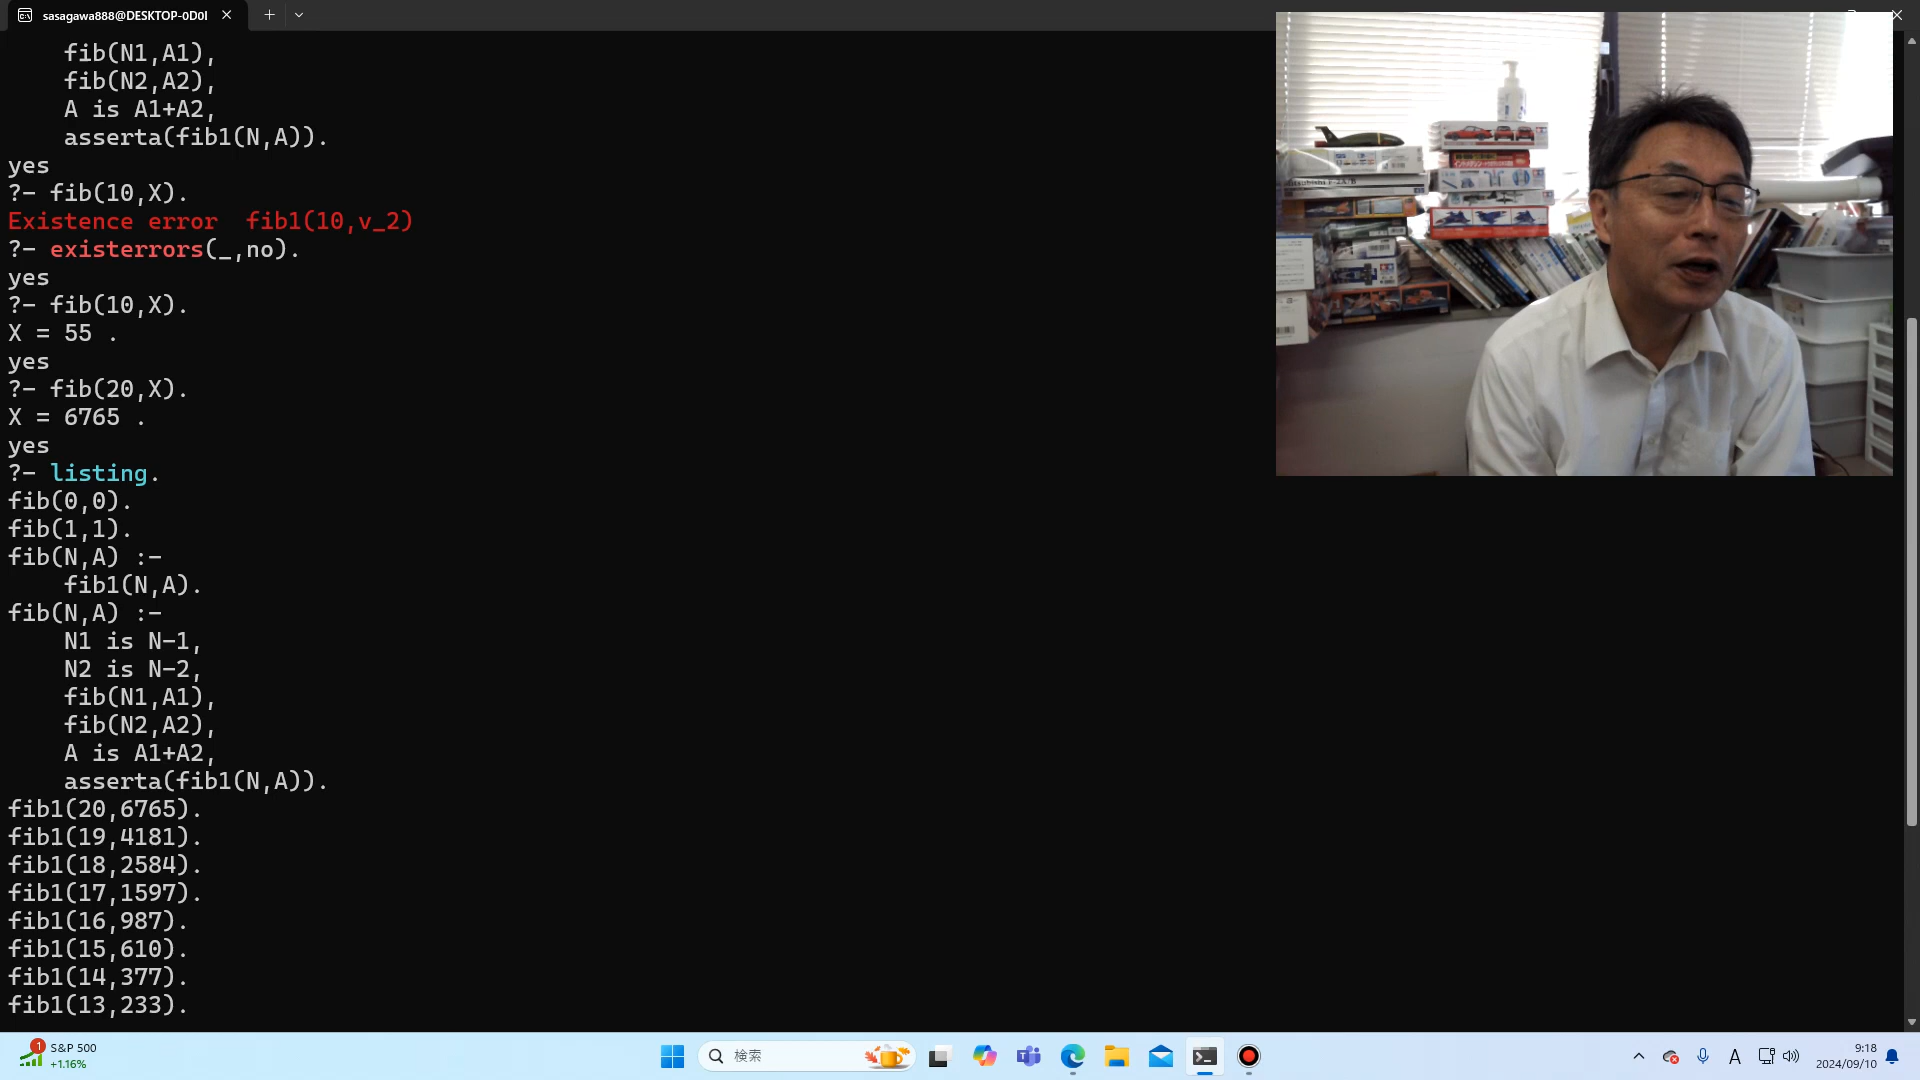 sasagawa888@DESKTOP-0D0I
fib(N1,A1),
fib(N2,A2),
A is A1+A2,
asserta(fib1(N,A)).
yes
?- fib(10,X).
Existence error  fib1(10,v_2)
?- existerrors(_,no).
yes
?- fib(10,X).
X = 55 .
yes
?- fib(20,X).
X = 6765 .
yes
?- listing.
fib(0,0).
fib(1,1).
fib(N,A) :-
fib1(N,A).
fib(N,A) :-
N1 is N-1,
N2 is N-2,
fib(N1,A1),
fib(N2,A2),
A is A1+A2,
asserta(fib1(N,A)).
fib1(20,6765).
fib1(19,4181).
fib1(18,2584).
fib1(17,1597).
fib1(16,987).
fib1(15,610).
fib1(14,377).
fib1(13,233).
1
S&P 500
+1.16%
検索
A
9:18
2024/09/10